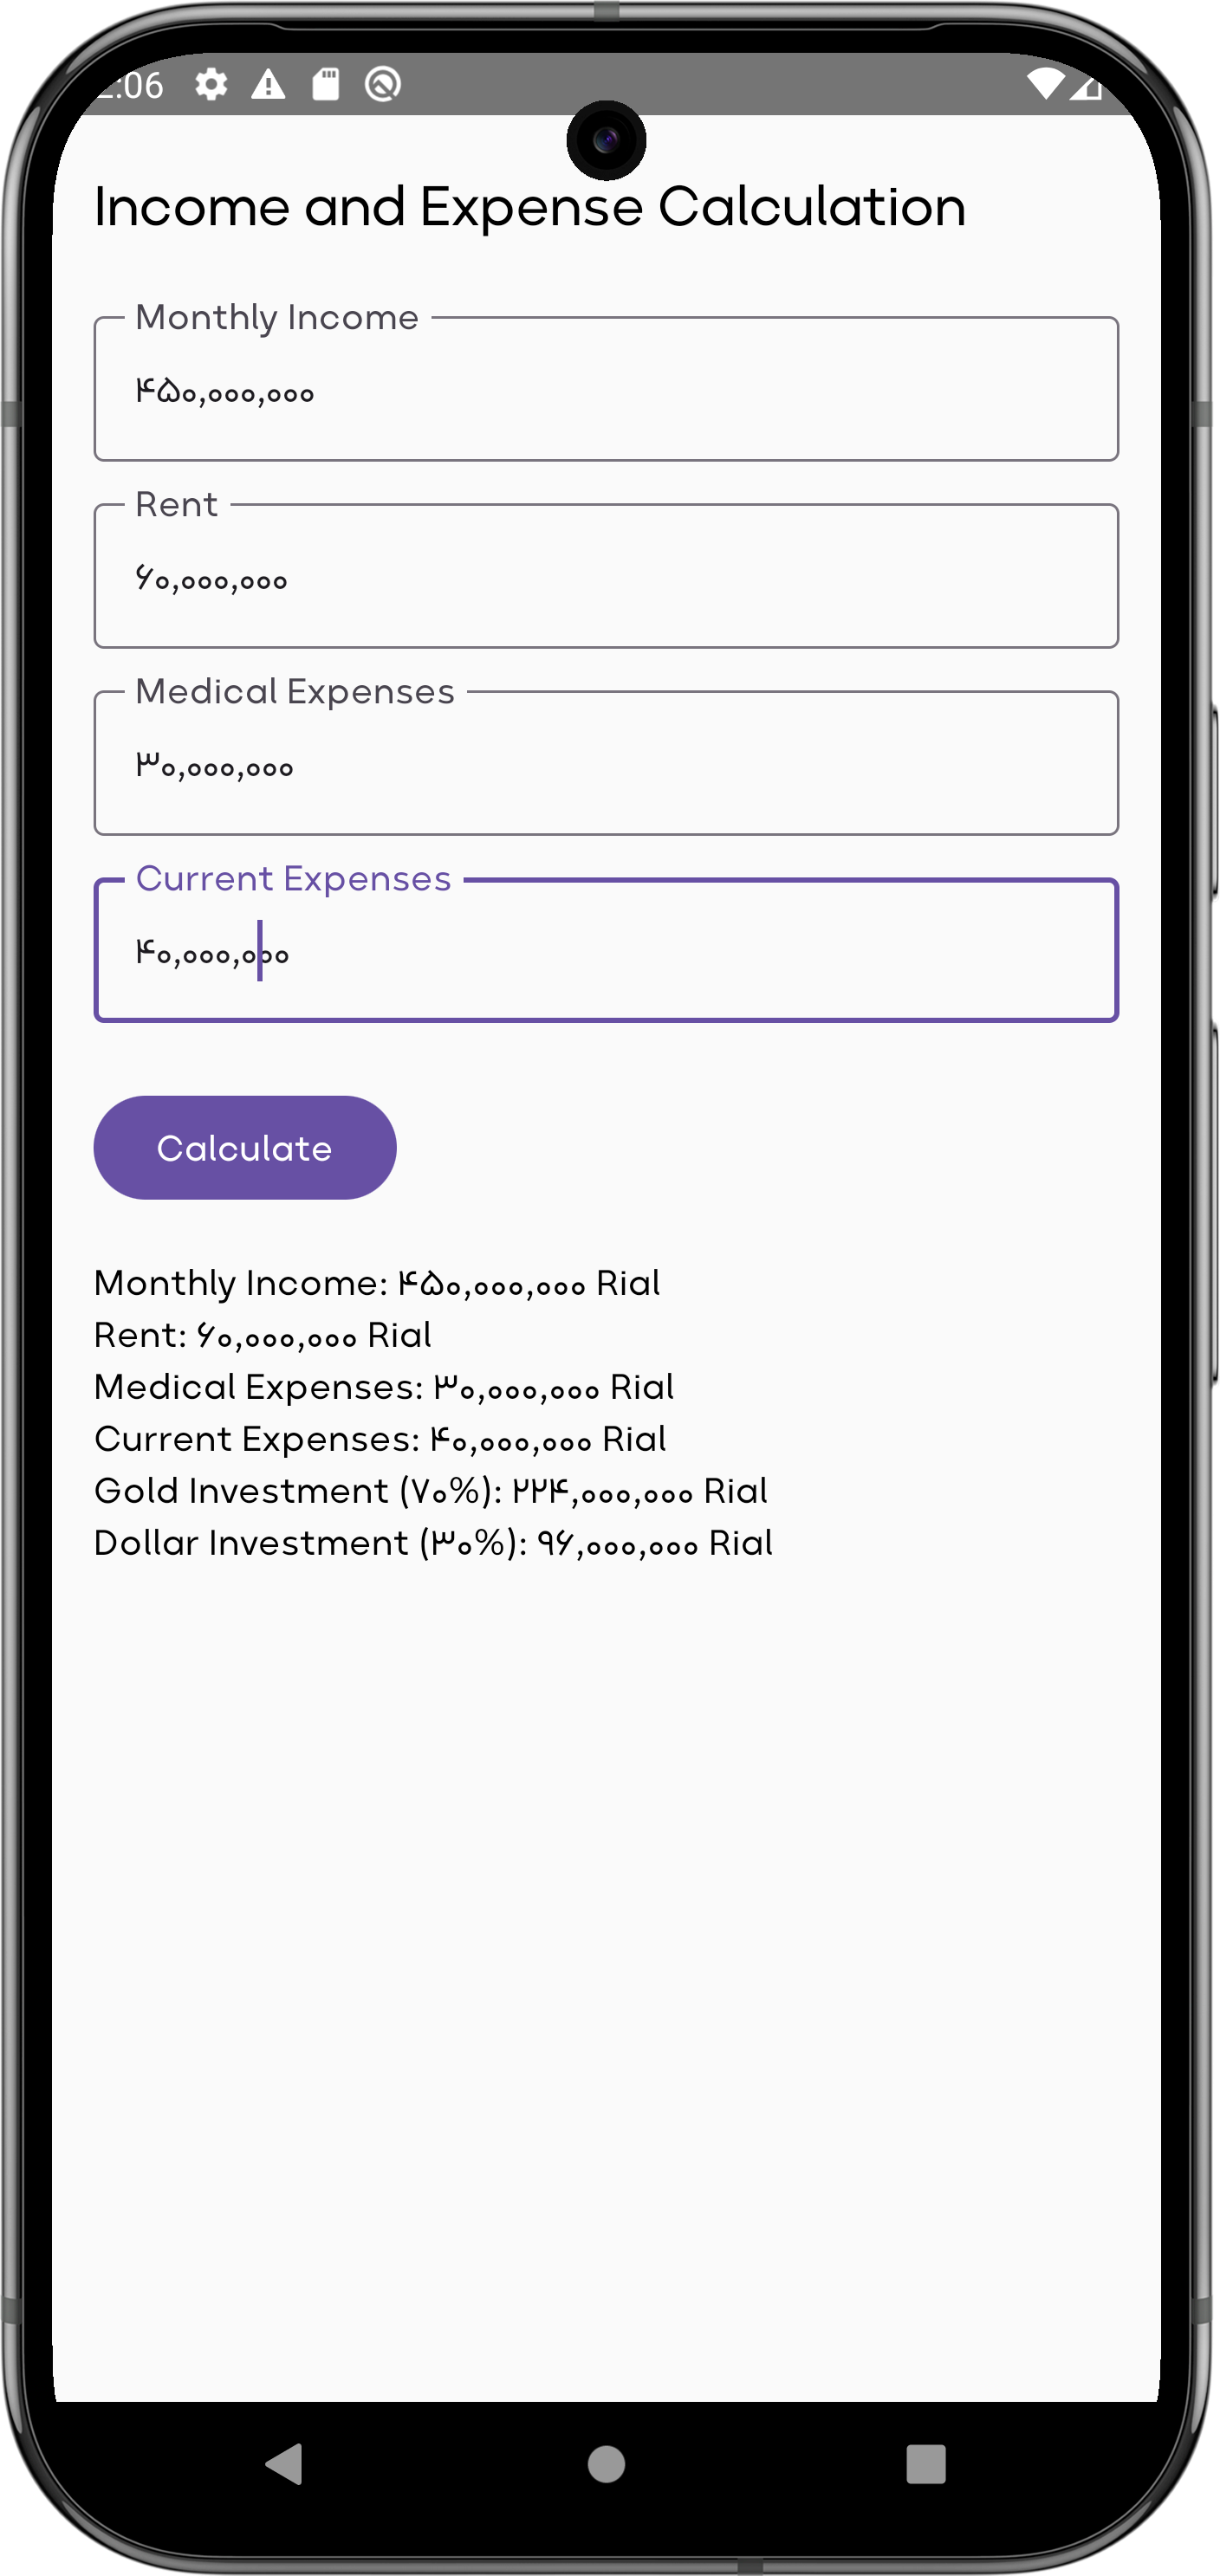 :06
Income and Expense Calculation
Monthly Income
۴۵۰,۰۰۰,۰۰۰
Rent
۶۰,۰۰۰,۰۰۰
Medical Expenses
۳۰,۰۰۰,۰۰۰
Current Expenses
۴۰,۰۰۰,۰۰۰
Calculate
Monthly Income: ۴۵۰,۰۰۰,۰۰۰ Rial
Rent: ۶۰,۰۰۰,۰۰۰ Rial
Medical Expenses: ۳۰,۰۰۰,۰۰۰ Rial
Current Expenses: ۴۰,۰۰۰,۰۰۰ Rial
Gold Investment (۷۰%): ۲۲۴,۰۰۰,۰۰۰ Rial
Dollar Investment (۳۰%): ۹۶,۰۰۰,۰۰۰ Rial